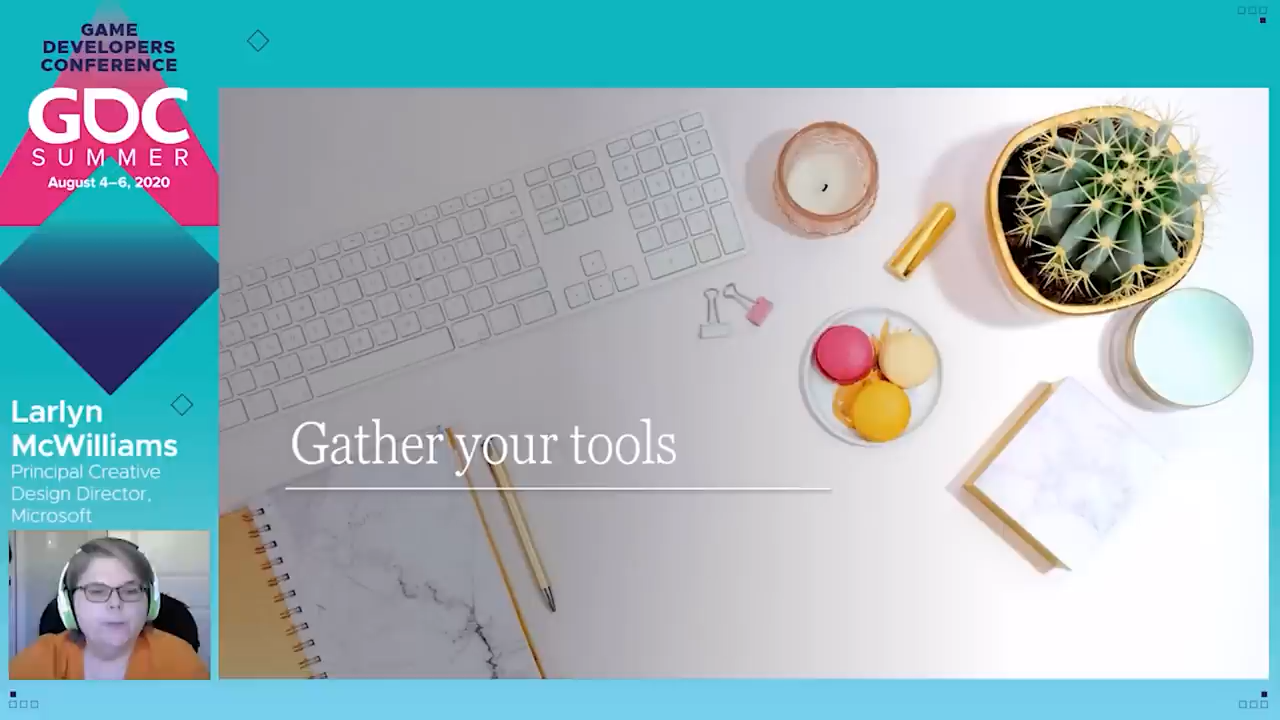 GAME
DEVELOPERS
CONFERENCE
GDC
SUMMER
August 4–6, 2020
Larlyn
McWilliams
Principal Creative
Design Director,
Microsoft
Gather your tools